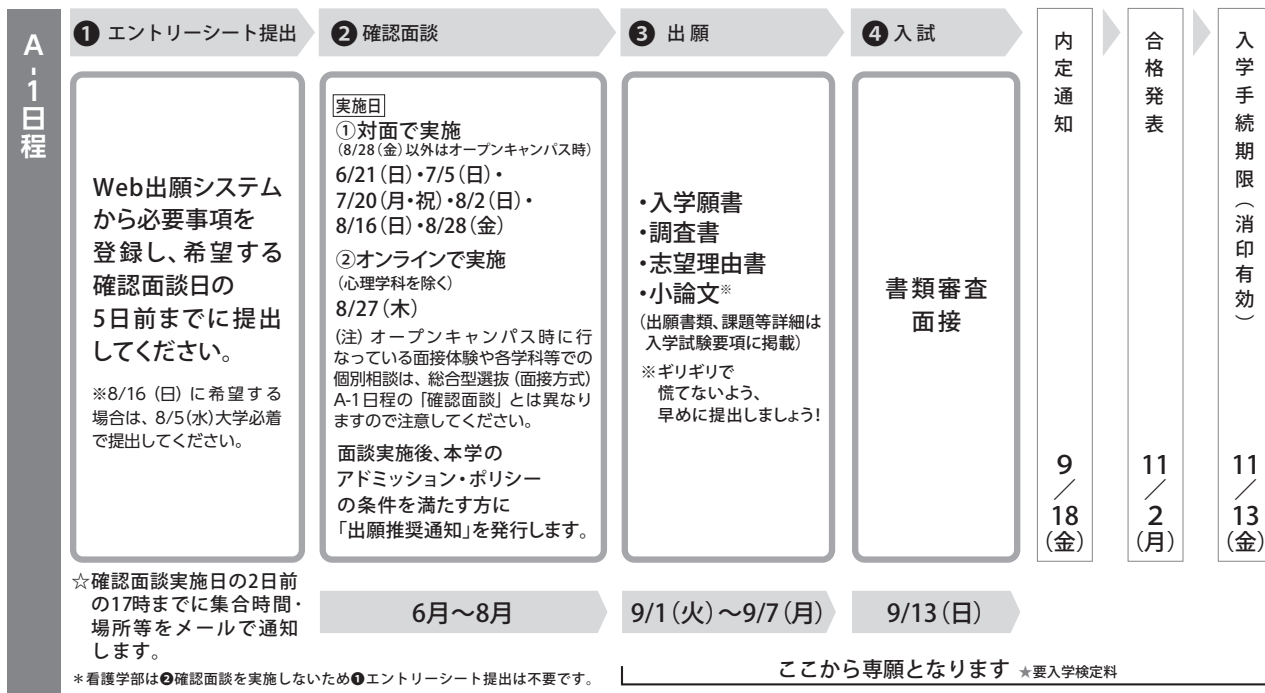 A-1日程
❶ エントリーシート提出
Web出願システム
から必要事項を
登録し、希望する
確認面談日の
5日前までに提出
してください。
※8/16(日)に希望する
場合は、8/5(水)大学必着
で提出してください。
☆確認面談実施日の2日前
の17時までに集合時間・
場所等をメールで通知
します。
❷ 確認面談
実施日
①対面で実施
(8/28(金)以外はオープンキャンパス時)
6/21(日)・7/5(日)・
7/20(月・祝)・8/2(日)・
8/16(日)・8/28(金)
②オンラインで実施
(心理学科を除く)
8/27(木)
(注)オープンキャンパス時に行
なっている面接体験や各学科等での
個別相談は、総合型選抜(面接方式)
A-1日程の「確認面談」とは異なり
ますので注意してください。
面談実施後、本学の
アドミッション・ポリシー
の条件を満たす方に
「出願推奨通知」を発行します。
6月〜8月
❸ 出願
・入学願書
・調査書
・志望理由書
・小論文※
(出願書類、課題等詳細は
入学試験要項に掲載)
※ギリギリで
慌てないよう、
早めに提出しましょう!
9/1(火)〜9/7(月)
❹ 入試
書類審査
面接
9/13(日)
内定通知
9/18(金)
合格発表
11/2(月)
入学手続期限(消印有効)
11/13(金)
*看護学部は❷確認面談を実施しないため❶エントリーシート提出は不要です。
ここから専願となります ★要入学検定料